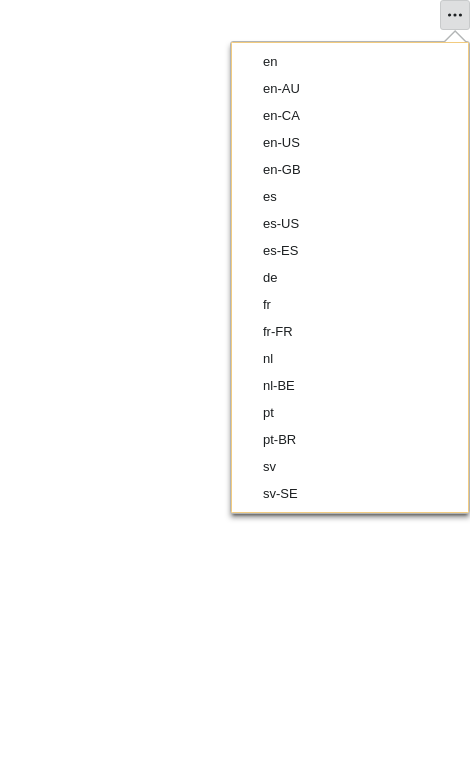 en
en-AU
en-CA
en-US
en-GB
es
es-US
es-ES
de
fr
fr-FR
nl
nl-BE
pt
pt-BR
sv
sv-SE